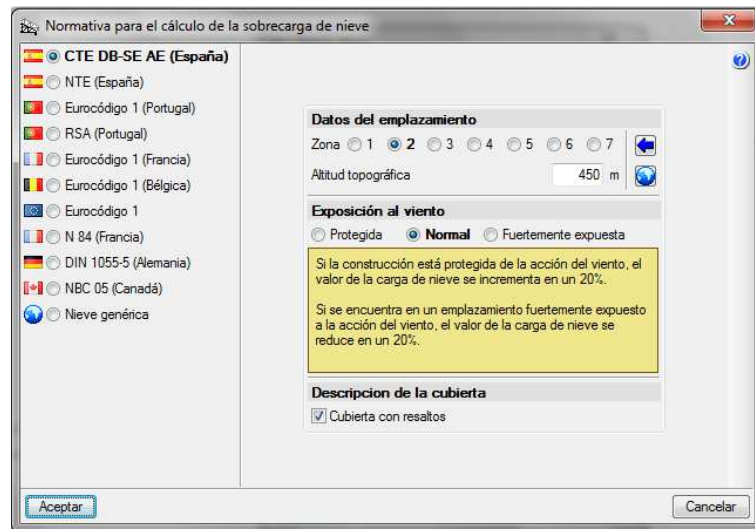 Normativa para el cálculo de la sobrecarga de nieve
CTE DB-SE AE (España)
NTE (España)
Eurocódigo 1 (Portugal)
RSA (Portugal)
Eurocódigo 1 (Francia)
Eurocódigo 1 (Bélgica)
Eurocódigo 1
N 84 (Francia)
DIN 1055-5 (Alemania)
NBC 05 (Canadá)
Nieve genérica
Datos del emplazamiento
Zona 1 2 3 4 5 6 7
Altitud topográfica 450 m
Exposición al viento
Protegida Normal Fuertemente expuesta
Si la construcción está protegida de la acción del viento, el
valor de la carga de nieve se incrementa en un 20%.
Si se encuentra en un emplazamiento fuertemente expuesto
a la acción del viento, el valor de la carga de nieve se
reduce en un 20%.
Descripcion de la cubierta
Cubierta con resaltos
Aceptar
Cancelar